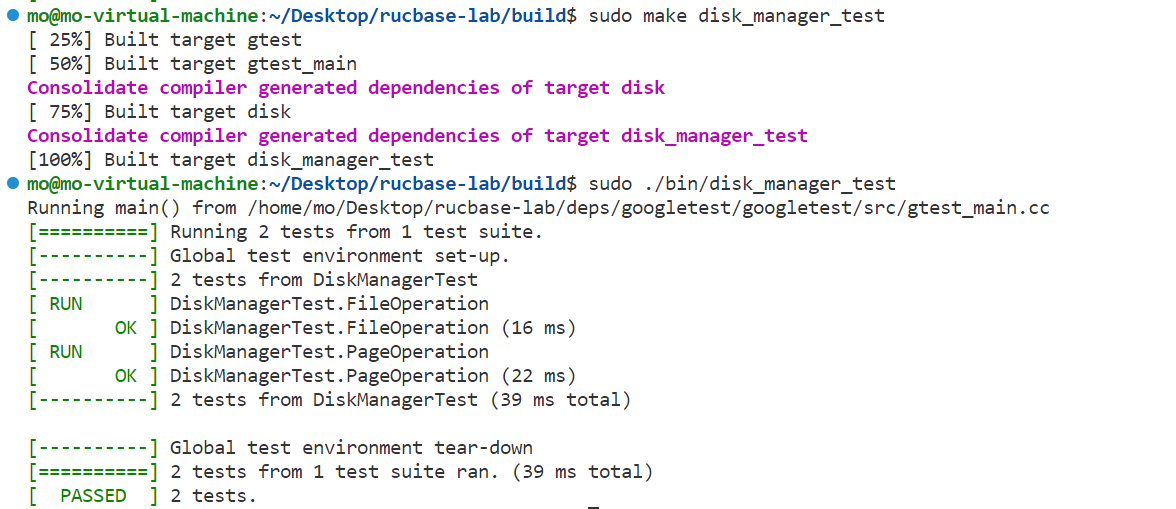 mo@mo-virtual-machine:~/Desktop/rucbase-lab/build$ sudo make disk_manager_test
[ 25%] Built target gtest
[ 50%] Built target gtest_main
Consolidate compiler generated dependencies of target disk
[ 75%] Built target disk
Consolidate compiler generated dependencies of target disk_manager_test
[100%] Built target disk_manager_test
mo@mo-virtual-machine:~/Desktop/rucbase-lab/build$ sudo ./bin/disk_manager_test
Running main() from /home/mo/Desktop/rucbase-lab/deps/googletest/googletest/src/gtest_main.cc
[==========] Running 2 tests from 1 test suite.
[----------] Global test environment set-up.
[----------] 2 tests from DiskManagerTest
[ RUN      ] DiskManagerTest.FileOperation
[       OK ] DiskManagerTest.FileOperation (16 ms)
[ RUN      ] DiskManagerTest.PageOperation
[       OK ] DiskManagerTest.PageOperation (22 ms)
[----------] 2 tests from DiskManagerTest (39 ms total)

[----------] Global test environment tear-down
[==========] 2 tests from 1 test suite ran. (39 ms total)
[  PASSED  ] 2 tests.